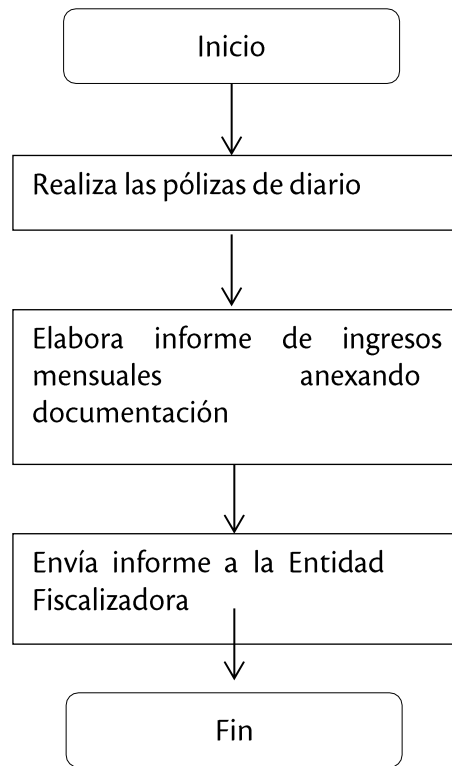 Inicio
Realiza las pólizas de diario
Elabora informe de ingresos
mensuales anexando
documentación
Envía informe a la Entidad
Fiscalizadora
Fin